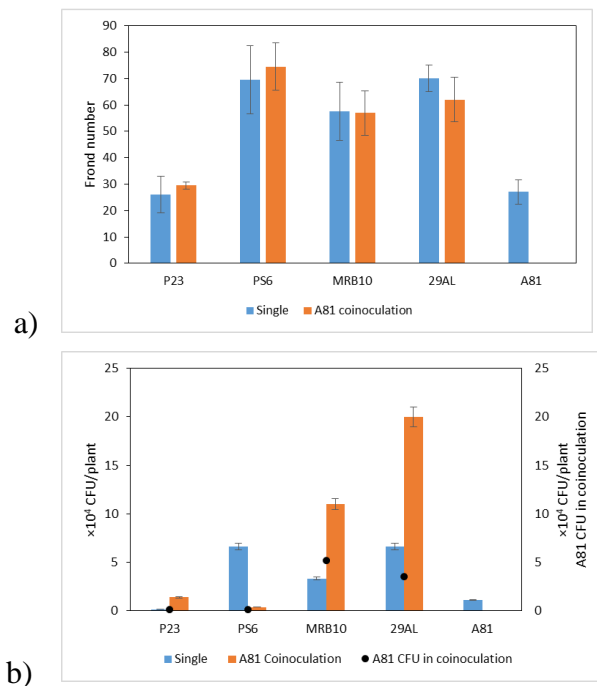 90
80
70
60
50
40
30
20
10
0
Frond number
P23 PS6 MRB10 29AL A81
Single A81 coinoculation
a)
25
20
15
10
5
0
×10⁴ CFU/plant
25
20
15
10
5
0
×10⁴ CFU/plant
A81 CFU in coinoculation
P23 PS6 MRB10 29AL A81
Single A81 Coinoculation A81 CFU in coinoculation
b)